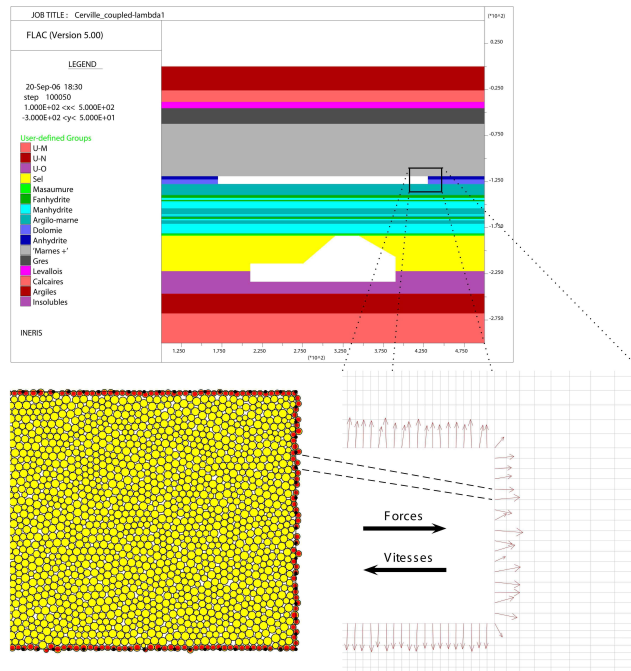 JOB TITLE : Cerville_coupled-lambda1
(*10^2)
FLAC (Version 5.00)
LEGEND
20-Sep-06 18:30
step 100050
1.000E+02 <x< 5.000E+02
-3.000E+02 <y< 5.000E+01
User-defined Groups
U-M
U-N
U-O
Sel
Masaumure
Fanhydrite
Manhydrite
Argilo-marne
Dolomie
Anhydrite
'Marnes +'
Gres
Levallois
Calcaires
Argiles
Insolubles
INERIS
0.250
-0.250
-0.750
-1.250
-1.750
-2.250
-2.750
1.250 1.750 2.250 2.750 3.250 3.750 4.250 4.750
(*10^2)
Forces
Vitesses